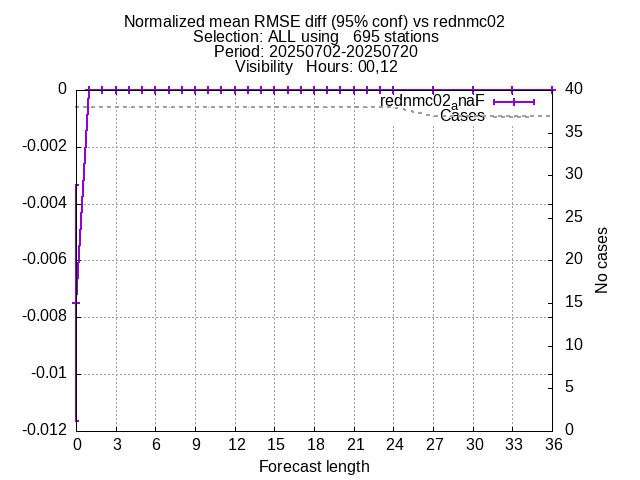 Normalized mean RMSE diff (95% conf) vs rednmc02
Selection: ALL using   695 stations
Period: 20250702-20250720
Visibility   Hours: 00,12
0 40
rednmc02anaF
Cases
35
-0.002
30
-0.004
25
No cases
-0.006 20
15
-0.008
10
-0.01
5
-0.012 0
0 3 6 9 12 15 18 21 24 27 30 33 36
Forecast length